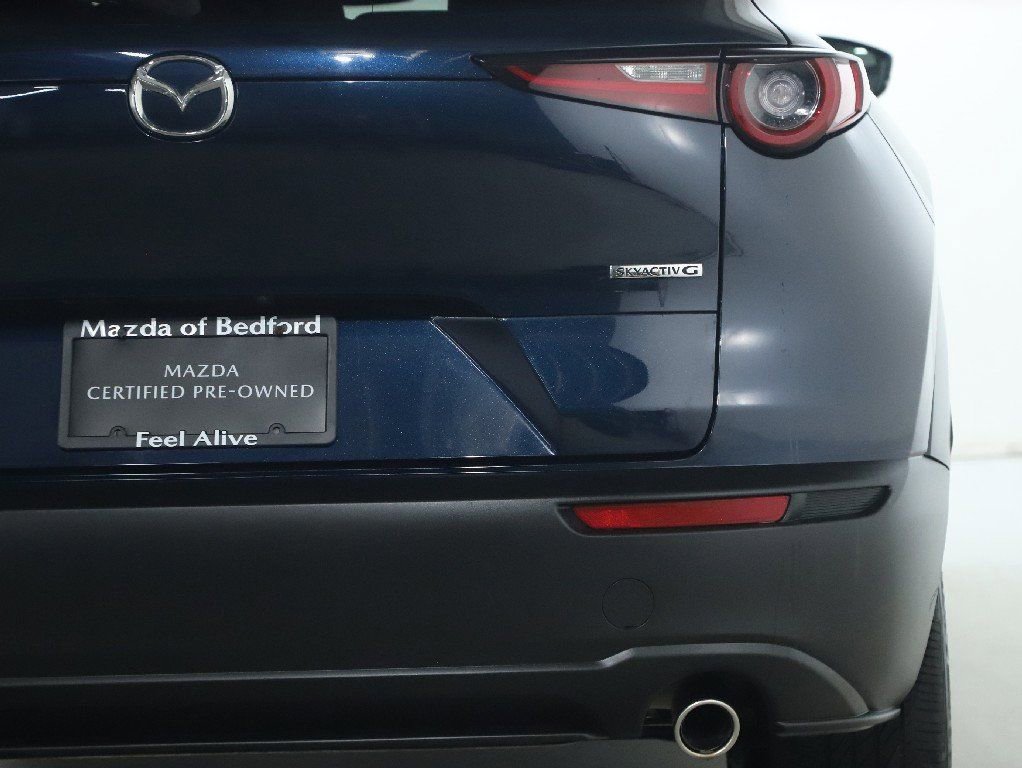 SKYACTIV G
Mazda of Bedford
MAZDA
CERTIFIED PRE-OWNED
Feel Alive